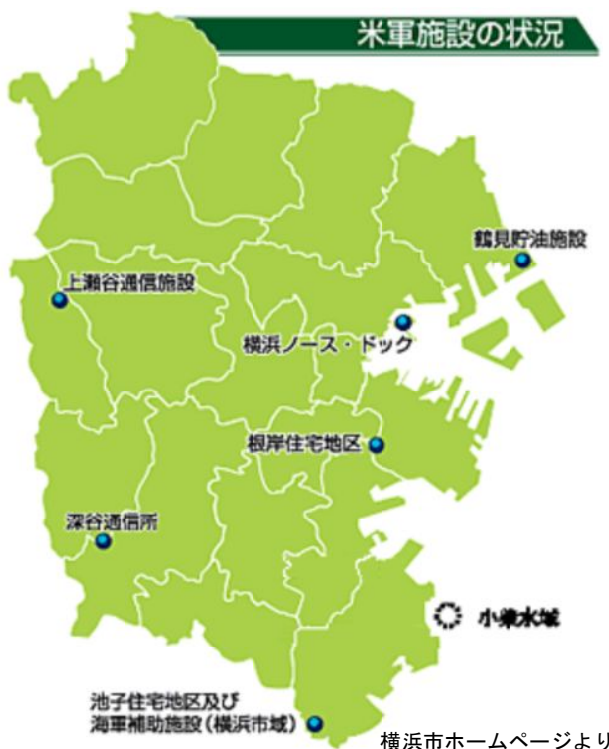 米軍施設の状況
鶴見貯油施設
上瀬谷通信施設
横浜ノース・ドック
根岸住宅地区
深谷通信所
小柴水域
池子住宅地区及び
海軍補助施設(横浜市域)
横浜市ホームページより